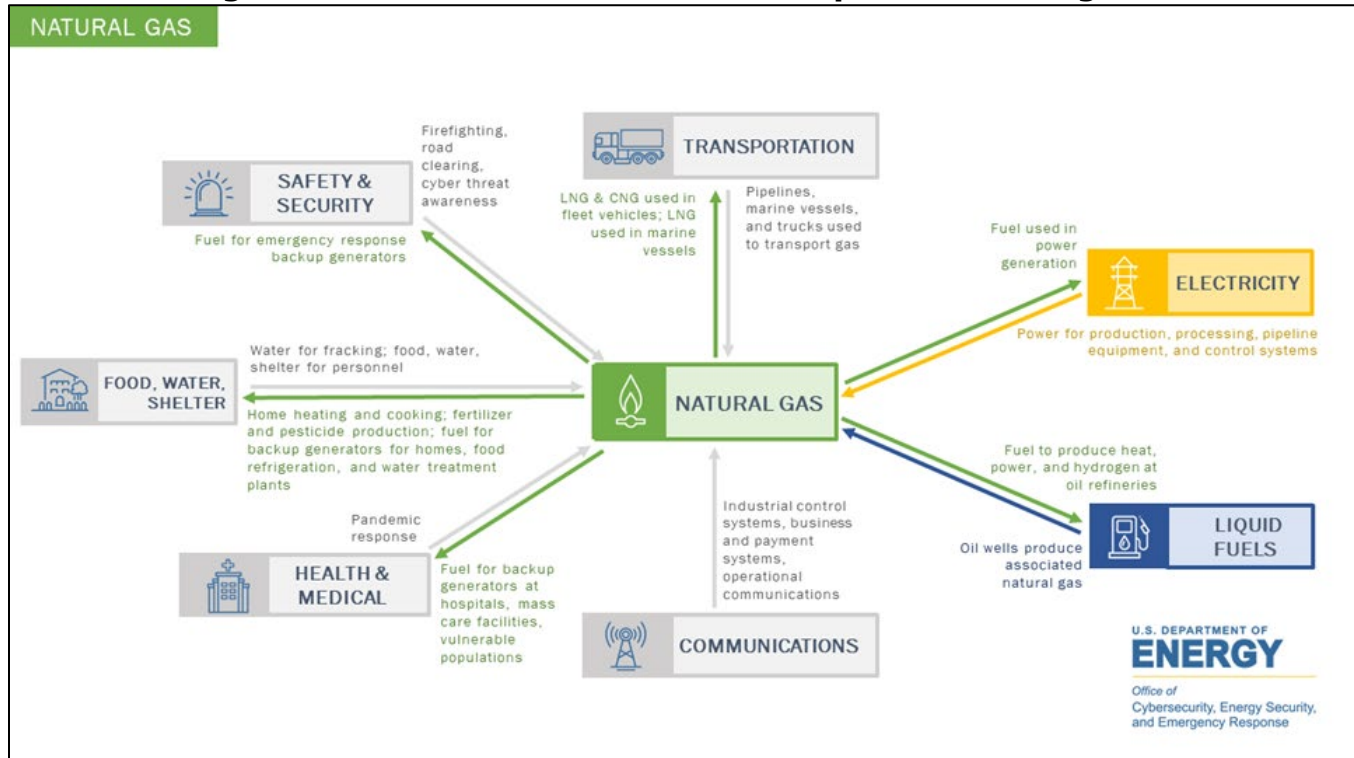 NATURAL GAS
Firefighting,
road
clearing,
cyber threat
awareness
SAFETY &
SECURITY
Fuel for emergency response
backup generators
TRANSPORTATION
LNG & CNG used in
fleet vehicles; LNG
used in marine
vessels
Pipelines,
marine vessels,
and trucks used
to transport gas
Fuel used in
power
generation
ELECTRICITY
Power for production, processing, pipeline
equipment, and control systems
Water for fracking; food, water,
shelter for personnel
FOOD, WATER,
SHELTER
Home heating and cooking; fertilizer
and pesticide production; fuel for
backup generators for homes, food
refrigeration, and water treatment
plants
NATURAL GAS
Fuel to produce heat,
power, and hydrogen at
oil refineries
LIQUID
FUELS
Oil wells produce
associated
natural gas
Pandemic
response
HEALTH &
MEDICAL
Fuel for backup
generators at
hospitals, mass
care facilities,
vulnerable
populations
Industrial control
systems, business
and payment
systems,
operational
communications
COMMUNICATIONS
U.S. DEPARTMENT OF
ENERGY
Office of
Cybersecurity, Energy Security,
and Emergency Response